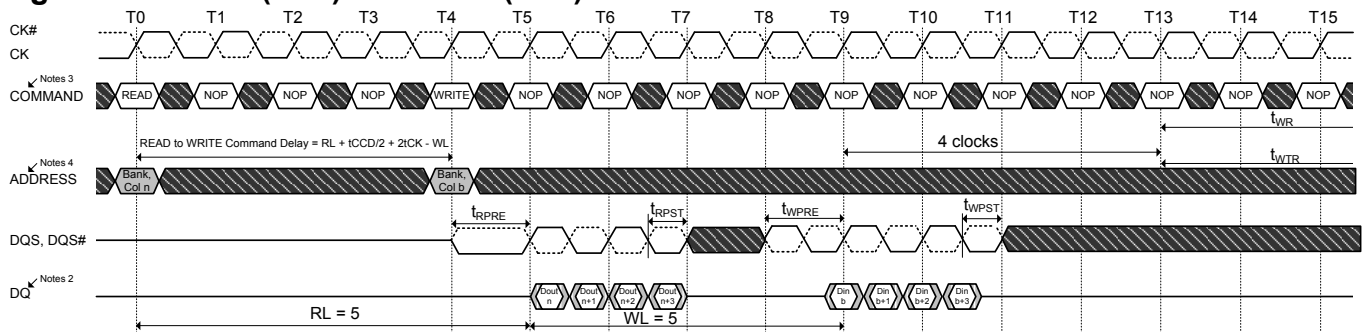 T0 T1 T2 T3 T4 T5 T6 T7 T8 T9 T10 T11 T12 T13 T14 T15
CK#
CK
Notes 3
COMMAND READ NOP NOP NOP WRITE NOP NOP NOP NOP NOP NOP NOP NOP NOP NOP NOP
tWR
READ to WRITE Command Delay = RL + tCCD/2 + 2tCK - WL
4 clocks
tWTR
Notes 4
ADDRESS Bank, Col n Bank, Col b
tRPRE tRPST tWPRE tWPST
DQS, DQS#
Notes 2
DQ Dout n Dout n+1 Dout n+2 Dout n+3 Din b Din b+1 Din b+2 Din b+3
RL = 5 WL = 5